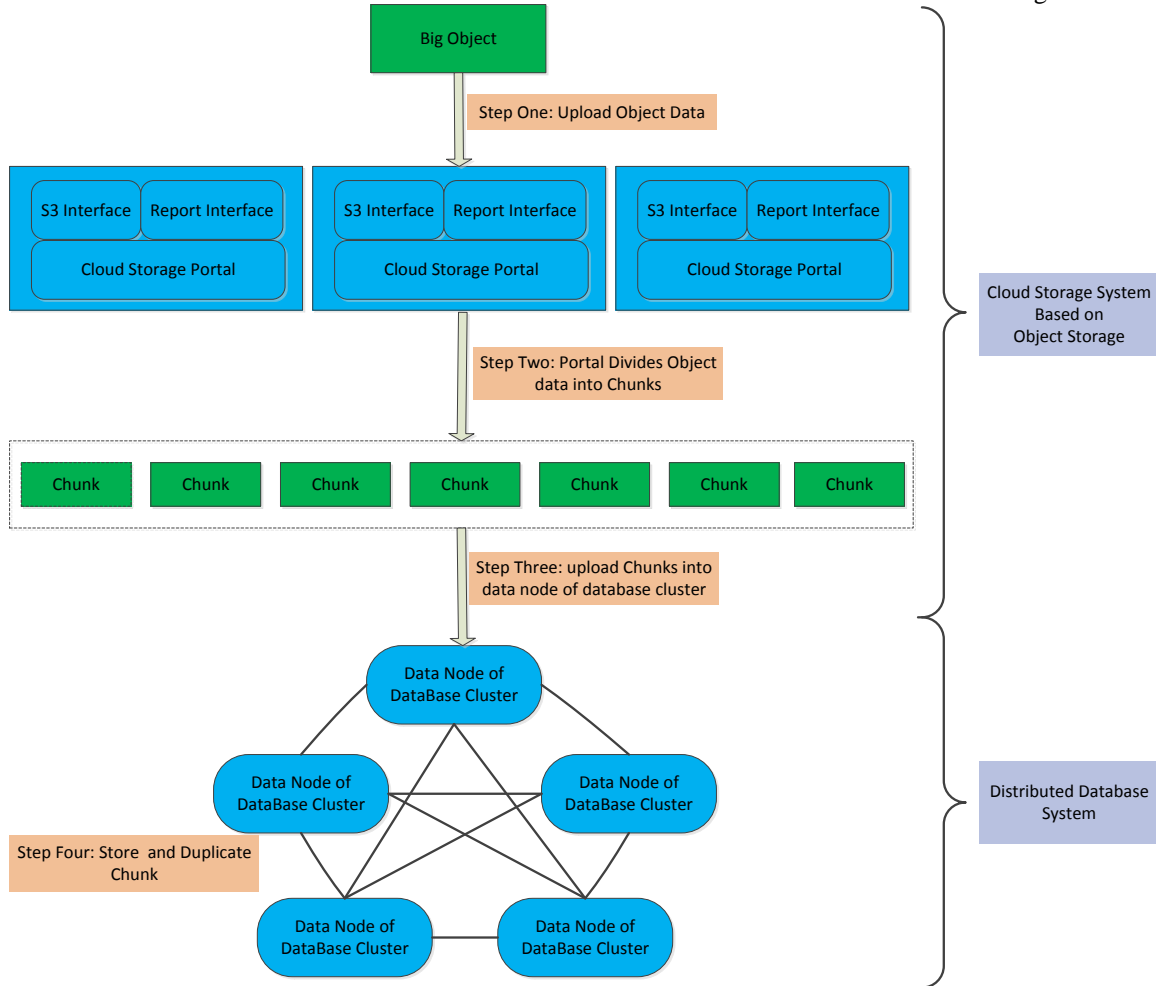 g
Big Object
Step One: Upload Object Data
S3 Interface
Report Interface
Cloud Storage Portal
S3 Interface
Report Interface
Cloud Storage Portal
S3 Interface
Report Interface
Cloud Storage Portal
Cloud Storage System
Based on
Object Storage
Step Two: Portal Divides Object
data into Chunks
Chunk
Chunk
Chunk
Chunk
Chunk
Chunk
Chunk
Step Three: upload Chunks into
data node of database cluster
Data Node of
DataBase Cluster
Data Node of
DataBase Cluster
Data Node of
DataBase Cluster
Distributed Database
System
Step Four: Store  and Duplicate
Chunk
Data Node of
DataBase Cluster
Data Node of
DataBase Cluster